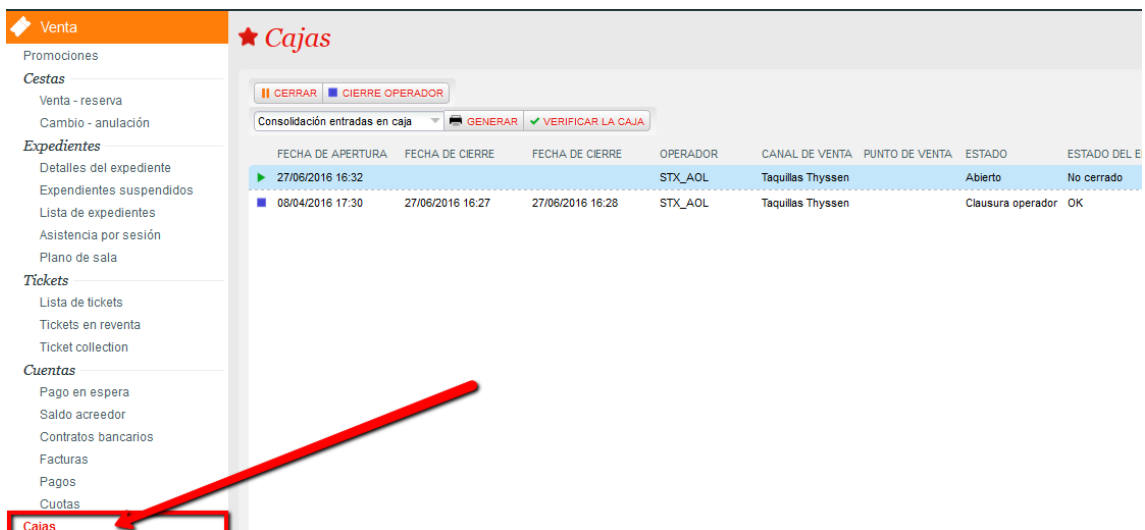 Venta
Promociones
Cestas
Venta - reserva
Cambio - anulación
Expedientes
Detalles del expediente
Expendientes suspendidos
Lista de expedientes
Asistencia por sesión
Plano de sala
Tickets
Lista de tickets
Tickets en reventa
Ticket collection
Cuentas
Pago en espera
Saldo acreedor
Contratos bancarios
Facturas
Pagos
Cuotas
Cajas
Cajas
CERRAR CIERRE OPERADOR
Consolidación entradas en caja GENERAR VERIFICAR LA CAJA
FECHA DE APERTURA FECHA DE CIERRE FECHA DE CIERRE OPERADOR CANAL DE VENTA PUNTO DE VENTA ESTADO ESTADO DEL E
27/06/2016 16:32 STX_AOL Taquillas Thyssen Abierto No cerrado
08/04/2016 17:30 27/06/2016 16:27 27/06/2016 16:28 STX_AOL Taquillas Thyssen Clausura operador OK